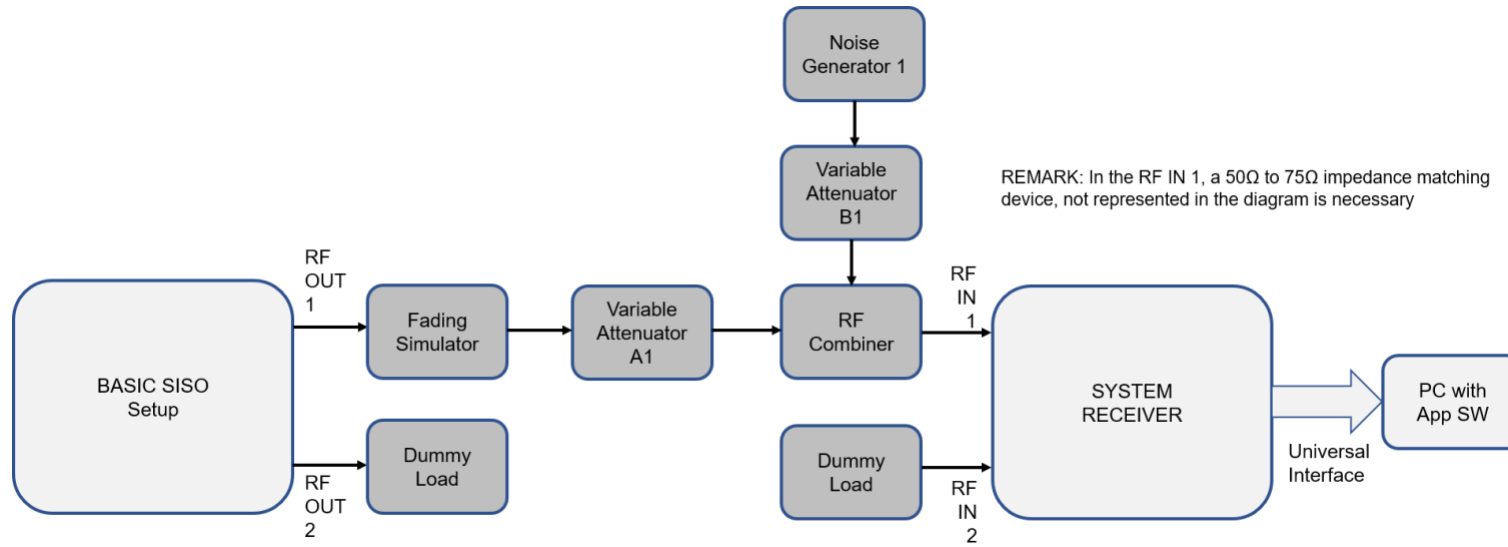 Noise
Generator 1
Variable
Attenuator
B1
REMARK: In the RF IN 1, a 50Ω to 75Ω impedance matching
device, not represented in the diagram is necessary
RF
OUT
1
RF
IN
1
BASIC SISO
Setup
Fading
Simulator
Variable
Attenuator
A1
RF
Combiner
SYSTEM
RECEIVER
PC with
App SW
Dummy
Load
Dummy
Load
Universal
Interface
RF
OUT
2
RF
IN
2